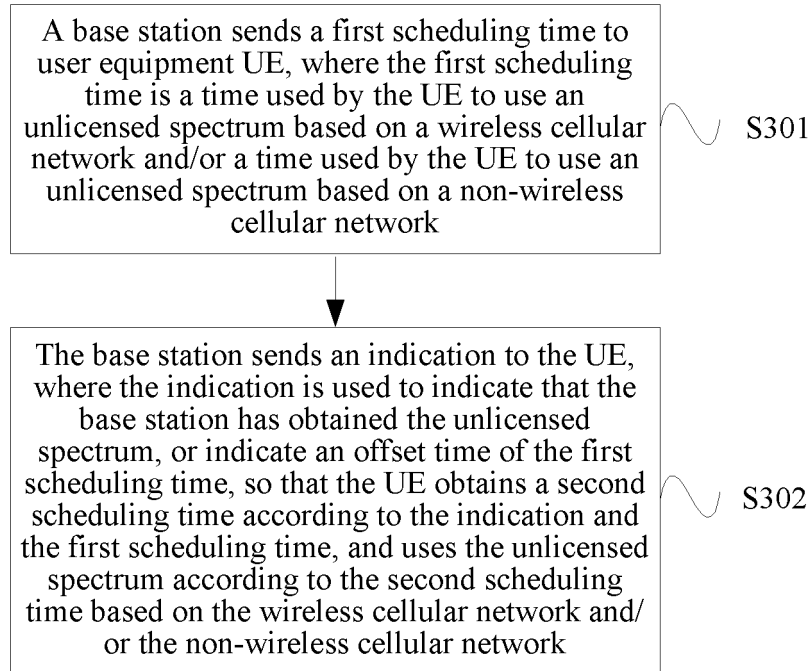 A base station sends a first scheduling time to
user equipment UE, where the first scheduling
time is a time used by the UE to use an
unlicensed spectrum based on a wireless cellular
network and/or a time used by the UE to use an
unlicensed spectrum based on a non-wireless
cellular network
S301
The base station sends an indication to the UE,
where the indication is used to indicate that the
base station has obtained the unlicensed
spectrum, or indicate an offset time of the first
scheduling time, so that the UE obtains a second
scheduling time according to the indication and
the first scheduling time, and uses the unlicensed
spectrum according to the second scheduling
time based on the wireless cellular network and/
or the non-wireless cellular network
S302